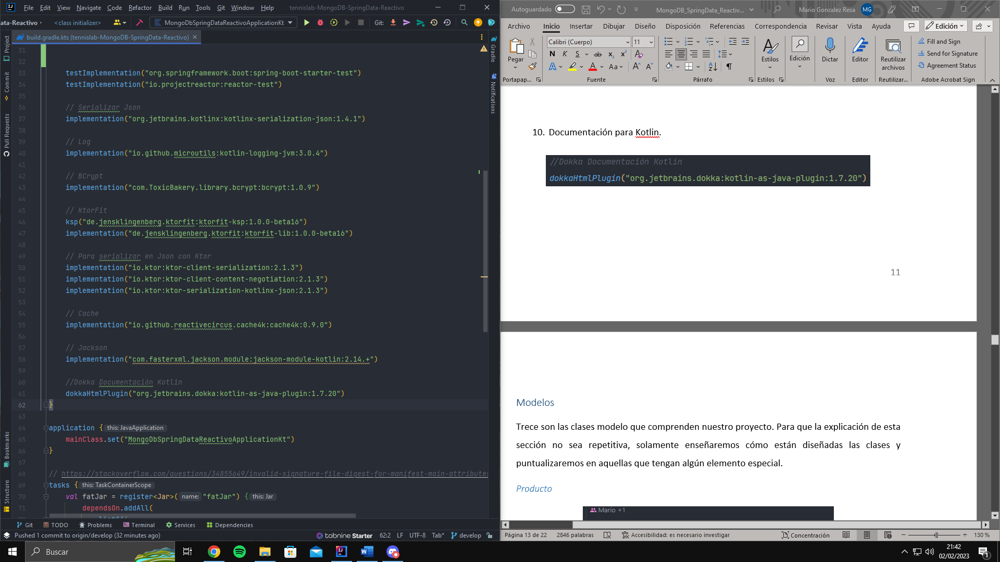 File Edit View Navigate Code Refactor Build Run Tools Git Window Help tennislab-MongoDB-SpringData-Reactivo
ata-Reactivo <class initializer> MongoDbSpringDataReactivoApplicationKt Git:
build.gradle.kts (tennislab-MongoDB-SpringData-Reactivo)
Project
Commit
Pull Requests
Bookmarks
Structure
Gradle
Notifications
31
32
33 testImplementation("org.springframework.boot:spring-boot-starter-test")
34 testImplementation("io.projectreactor:reactor-test")
35
36 // Serializar Json
37 implementation("org.jetbrains.kotlinx:kotlinx-serialization-json:1.4.1")
38
39 // Log
40 implementation("io.github.microutils:kotlin-logging-jvm:3.0.4")
41
42 // BCrypt
43 implementation("com.ToxicBakery.library.bcrypt:bcrypt:1.0.9")
44
45 // KtorFit
46 ksp("de.jensklingenberg.ktorfit:ktorfit-ksp:1.0.0-beta16")
47 implementation("de.jensklingenberg.ktorfit:ktorfit-lib:1.0.0-beta16")
48
49 // Para serializar en Json con Ktor
50 implementation("io.ktor:ktor-client-serialization:2.1.3")
51 implementation("io.ktor:ktor-client-content-negotiation:2.1.3")
52 implementation("io.ktor:ktor-serialization-kotlinx-json:2.1.3")
53
54 // Cache
55 implementation("io.github.reactivecircus.cache4k:cache4k:0.9.0")
56
57 // Jackson
58 implementation("com.fasterxml.jackson.module:jackson-module-kotlin:2.14.+")
59
60 //Dokka Documentación Kotlin
61 dokkaHtmlPlugin("org.jetbrains.dokka:kotlin-as-java-plugin:1.7.20")
62 }
63
64 application { this: JavaApplication
65 mainClass.set("MongoDbSpringDataReactivoApplicationKt")
66 }
67
68 // https://stackoverflow.com/questions/34855649/invalid-signature-file-digest-for-manifest-main-attributes
69 tasks { this: TaskContainerScope
70 val fatJar = register<Jar>( name: "fatJar") { this: Jar
71 dependsOn.addAll(
Git TODO Problems Terminal Services Dependencies
Pushed 1 commit to origin/develop (32 minutes ago) tabnine Starter 62:2 LF UTF-8 Tab* develop
Autoguardado MongoDB_SpringData_Reactiv... Mario Gonzalez Resa MG
Archivo Inicio Insertar Dibujar Diseño Disposición Referencias Correspondencia Revisar Vista Ayuda Edición
Calibri (Cuerpo) 11
Fill and Sign
Send for Signature
Agreement Status
Pegar
N K S ab x₂ x² Aa
Estilos Edición Dictar Editor Reutilizar archivos
Portapap... Fuente Párrafo Estilos Voz Editor Reutilizar... Adobe Acrobat Sign
10. Documentación para Kotlin.
//Dokka Documentación Kotlin
dokkaHtmlPlugin("org.jetbrains.dokka:kotlin-as-java-plugin:1.7.20")
11
Modelos
Trece son las clases modelo que comprenden nuestro proyecto. Para que la explicación de esta
sección no sea repetitiva, solamente enseñaremos cómo están diseñadas las clases y
puntualizaremos en aquellas que tengan algún elemento especial.
Producto
Mario +1
Página 13 de 22 2846 palabras Accesibilidad: es necesario investigar Concentración 130 %
Buscar
21:42
02/02/2023
1